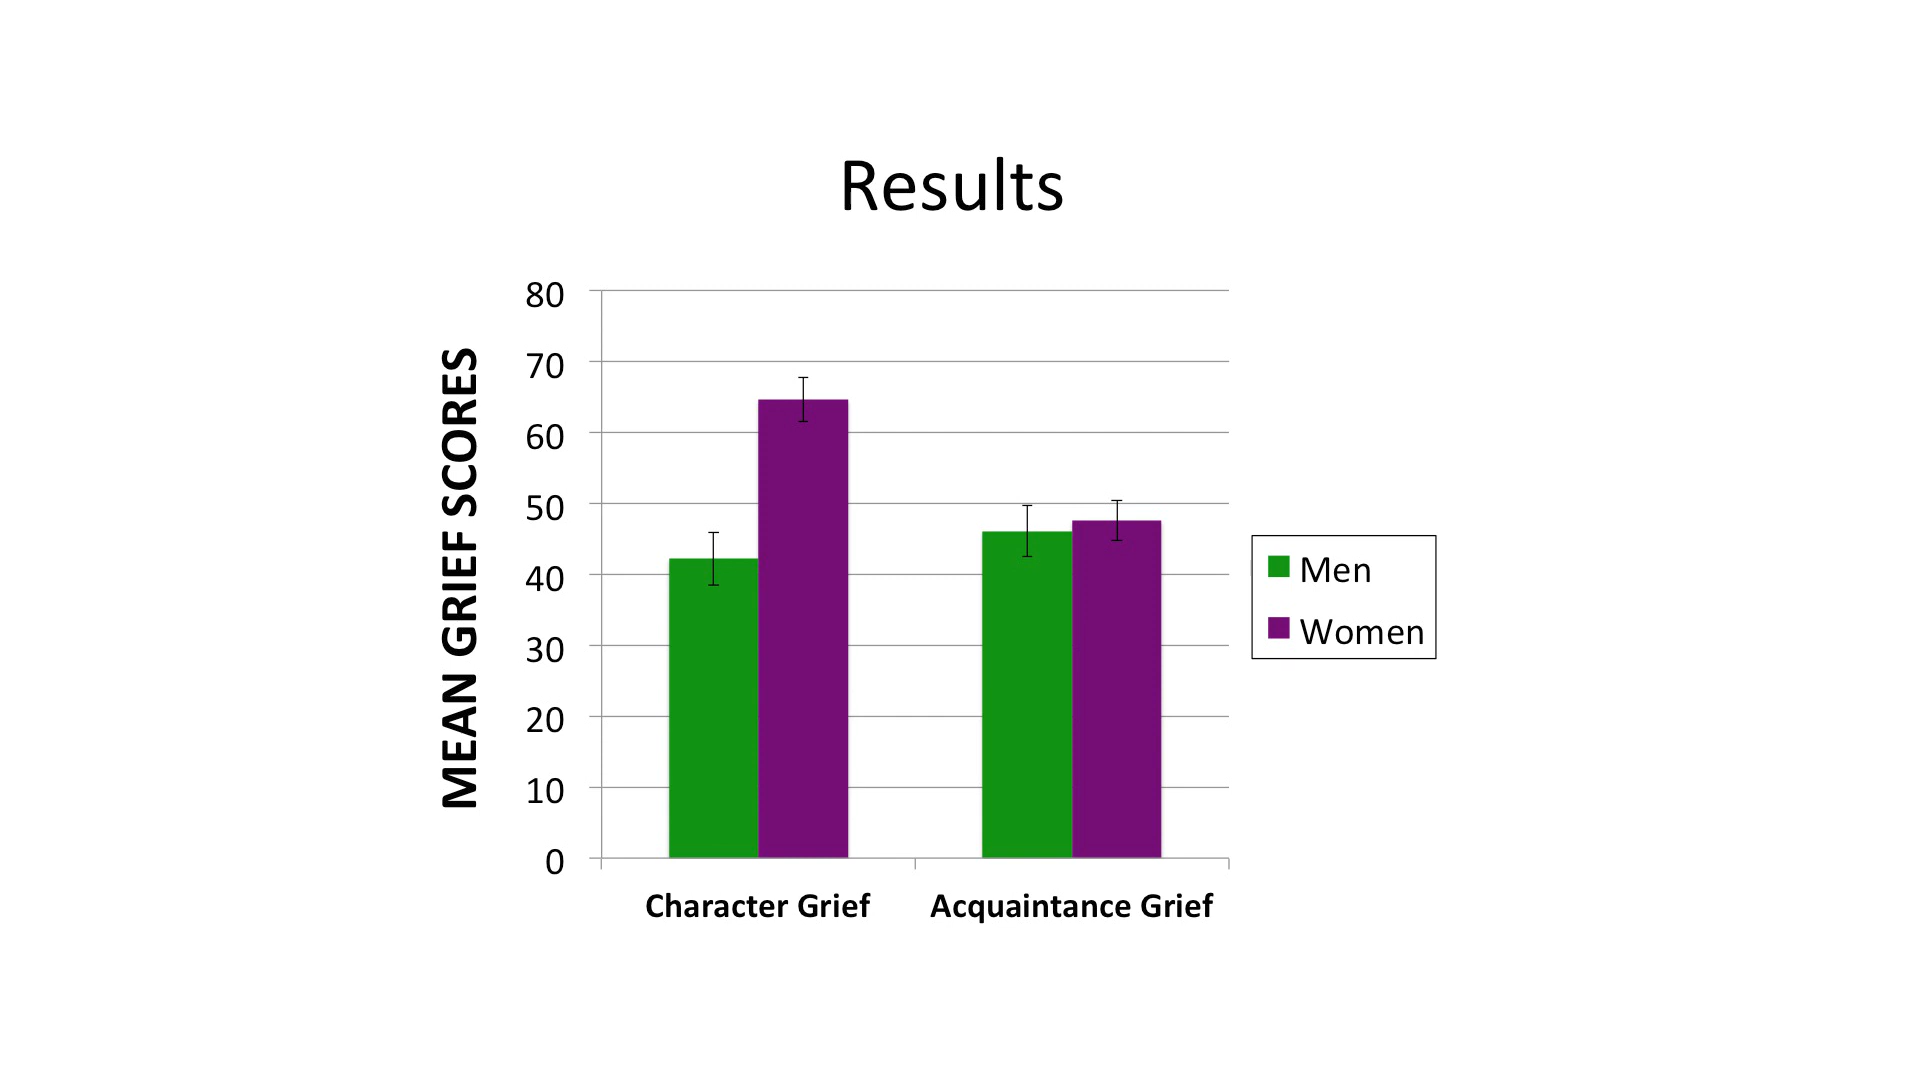 Results
MEAN GRIEF SCORES
80
70
60
50
40
30
20
10
0
Character Grief
Acquaintance Grief
Men
Women